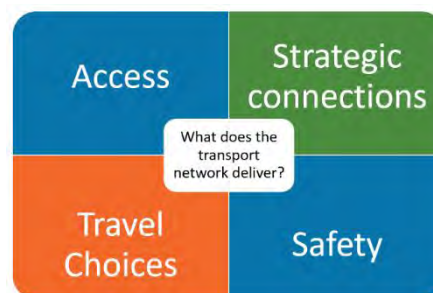 Access
Strategic
connections
What does the
transport
network deliver?
Travel
Choices
Safety